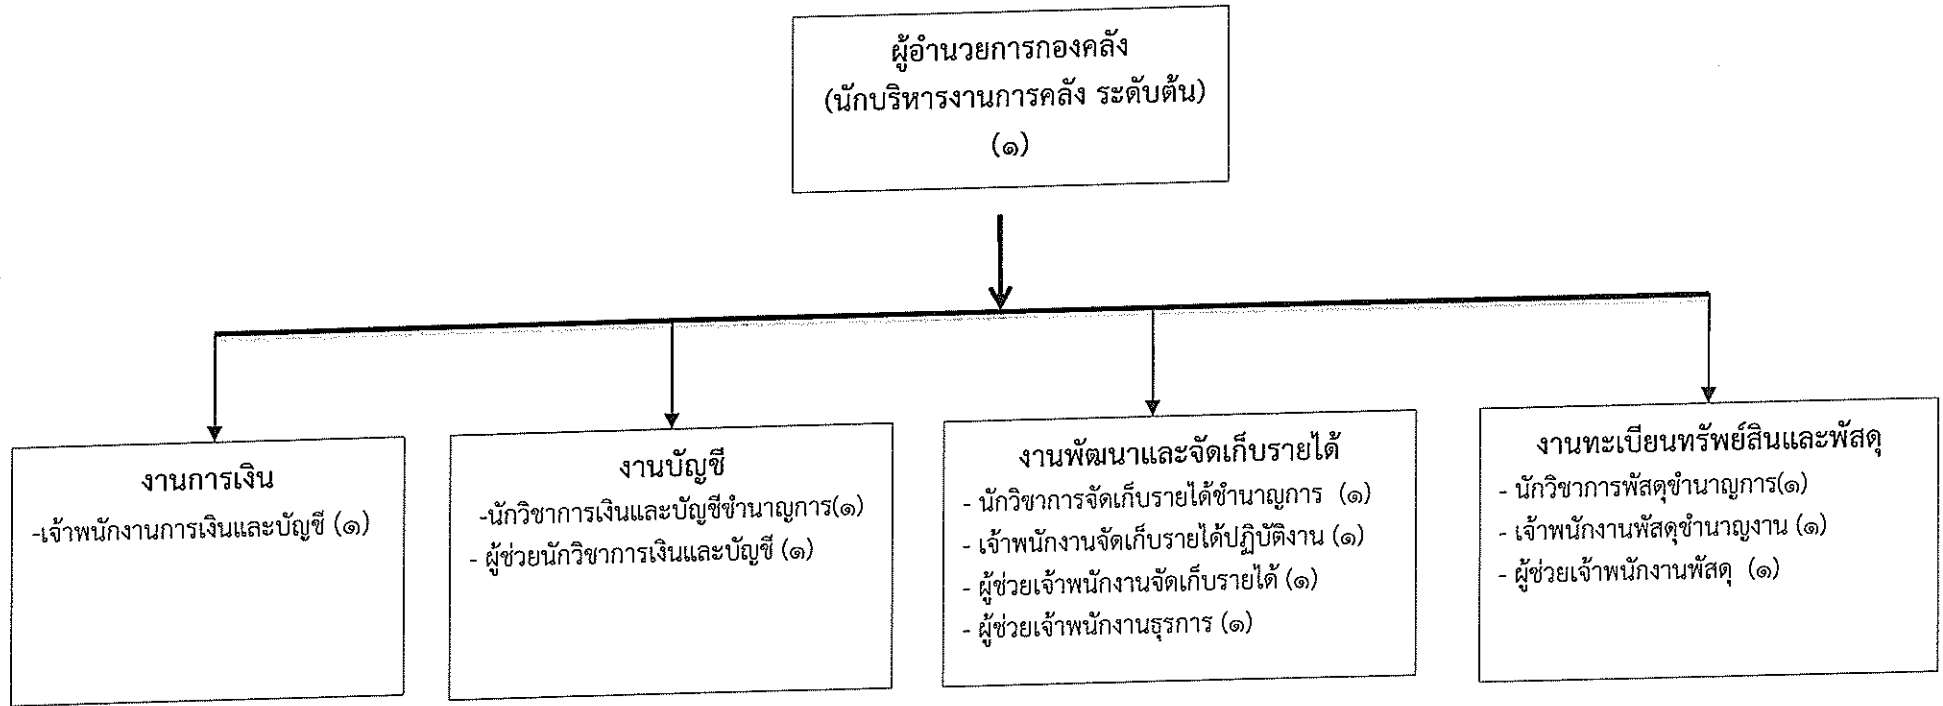 ผู้อำนวยการกองคลัง
(นักบริหารงานการคลัง ระดับต้น)
(๑)
งานการเงิน
-เจ้าพนักงานการเงินและบัญชี (๑)
งานบัญชี
-นักวิชาการเงินและบัญชีชำนาญการ(๑)
- ผู้ช่วยนักวิชาการเงินและบัญชี (๑)
งานพัฒนาและจัดเก็บรายได้
- นักวิชาการจัดเก็บรายได้ชำนาญการ (๑)
- เจ้าพนักงานจัดเก็บรายได้ปฏิบัติงาน (๑)
- ผู้ช่วยเจ้าพนักงานจัดเก็บรายได้ (๑)
- ผู้ช่วยเจ้าพนักงานธุรการ (๑)
งานทะเบียนทรัพย์สินและพัสดุ
- นักวิชาการพัสดุชำนาญการ(๑)
- เจ้าพนักงานพัสดุชำนาญงาน (๑)
- ผู้ช่วยเจ้าพนักงานพัสดุ (๑)